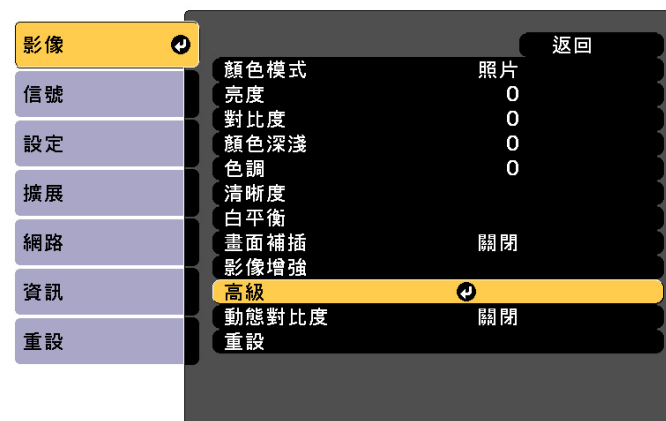 影像
信號
設定
擴展
網路
資訊
重設
返回
顏色模式 照片
亮度 0
對比度 0
顏色深淺 0
色調 0
清晰度
白平衡
畫面補插 關閉
影像增強
高級
動態對比度 關閉
重設